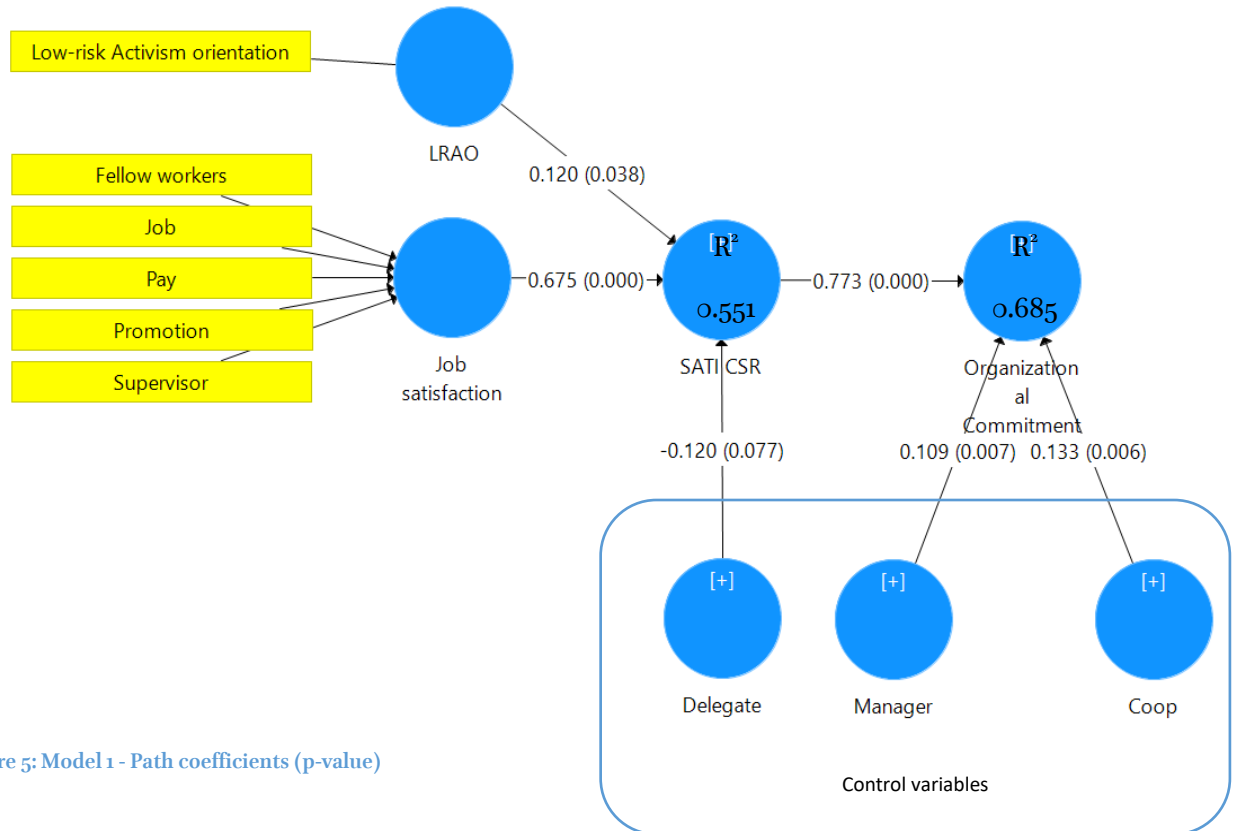 Low-risk Activism orientation
LRAO
0.120 (0.038)
Fellow workers
Job
Pay
Promotion
Supervisor
Job
satisfaction
0.675 (0.000)
R²
0.551
SATI CSR
0.773 (0.000)
R²
0.685
Organization
al
Commitment
-0.120 (0.077)
0.109 (0.007)
0.133 (0.006)
[+]
[+]
[+]
Delegate
Manager
Coop
Control variables
re 5: Model 1 - Path coefficients (p-value)